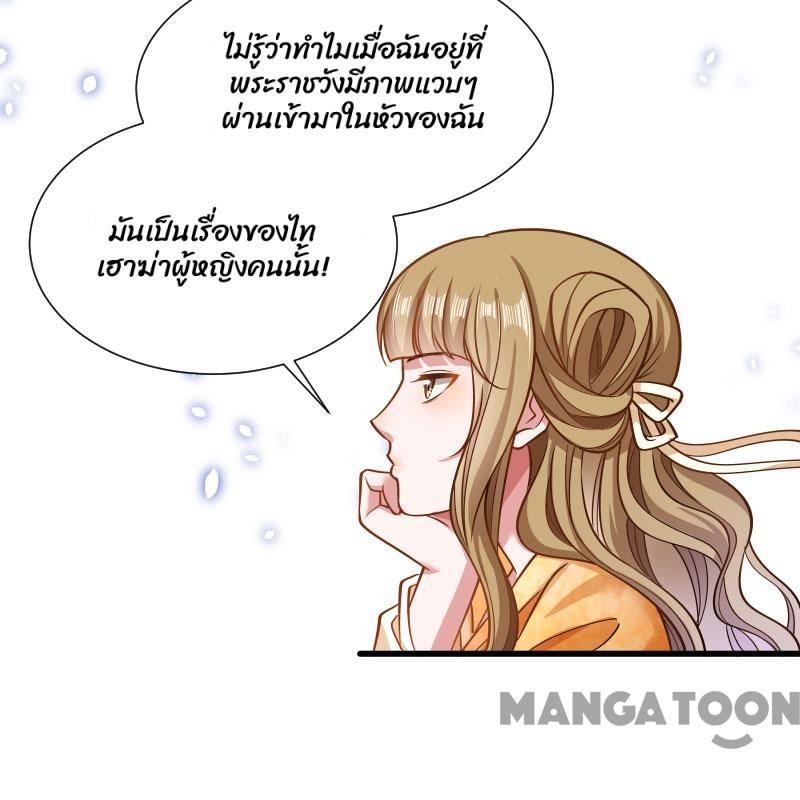 ไม่รู้ว่าทำไมเมื่อฉันอยู่ที่
พระราชวังมีภาพแวบๆ
ผ่านเข้ามาในหัวของฉัน
มันเป็นเรื่องของไท
เฮาฆ่าผู้หญิงคนนั้น!
MANGATOON